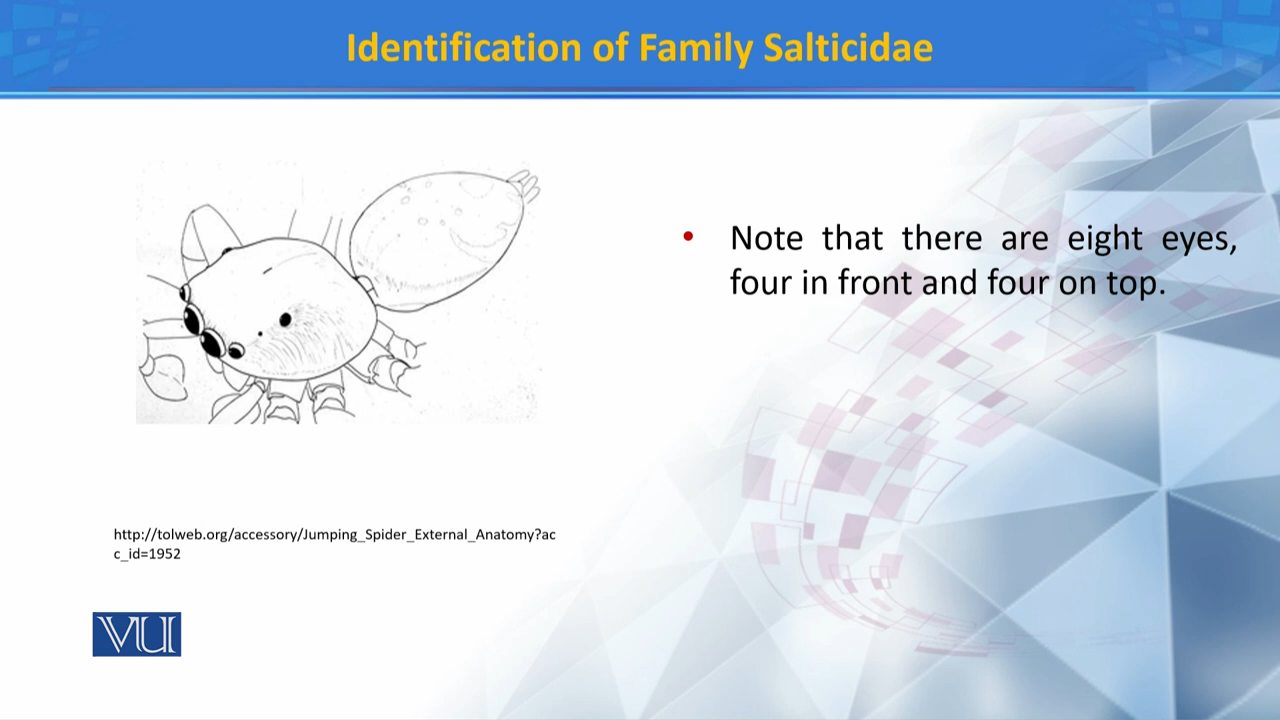 Identification of Family Salticidae
• Note that there are eight eyes,
four in front and four on top.
http://tolweb.org/accessory/Jumping_Spider_External_Anatomy?ac
c_id=1952
VU